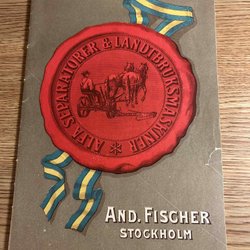 ALFA SEPARATORER & LANDTBRUKSMASKINER
AND. FISCHER
STOCKHOLM